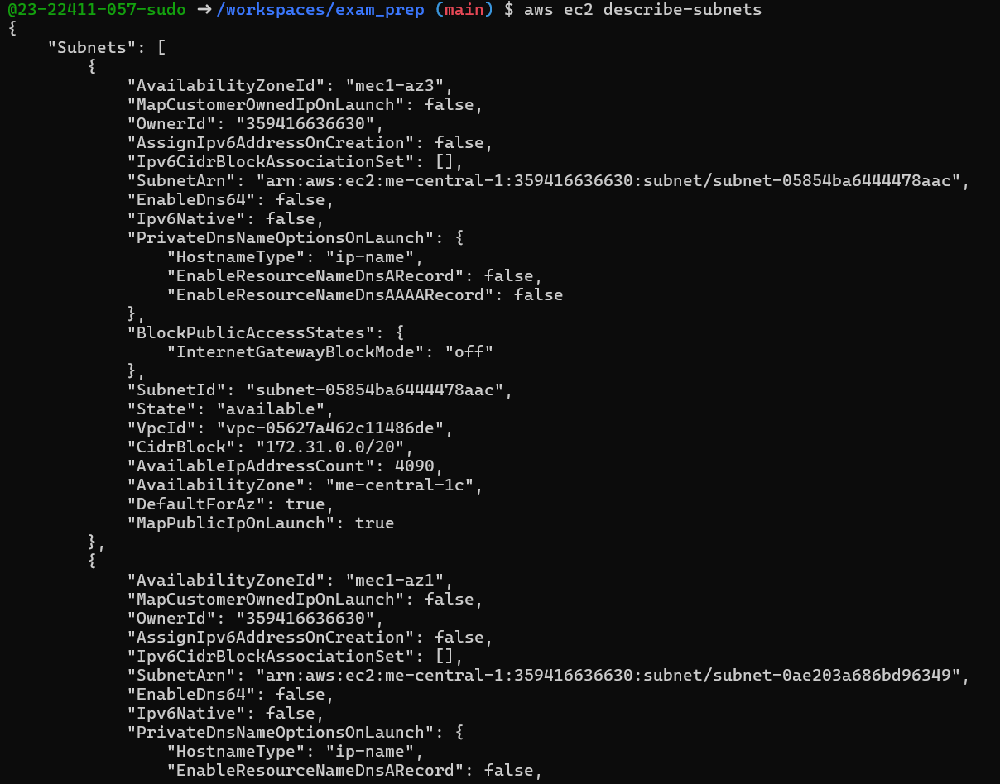 @23-22411-057-sudo ➜ /workspaces/exam_prep (main) $ aws ec2 describe-subnets
{
    "Subnets": [
        {
            "AvailabilityZoneId": "mec1-az3",
            "MapCustomerOwnedIpOnLaunch": false,
            "OwnerId": "359416636630",
            "AssignIpv6AddressOnCreation": false,
            "Ipv6CidrBlockAssociationSet": [],
            "SubnetArn": "arn:aws:ec2:me-central-1:359416636630:subnet/subnet-05854ba6444478aac",
            "EnableDns64": false,
            "Ipv6Native": false,
            "PrivateDnsNameOptionsOnLaunch": {
                "HostnameType": "ip-name",
                "EnableResourceNameDnsARecord": false,
                "EnableResourceNameDnsAAAARecord": false
            },
            "BlockPublicAccessStates": {
                "InternetGatewayBlockMode": "off"
            },
            "SubnetId": "subnet-05854ba6444478aac",
            "State": "available",
            "VpcId": "vpc-05627a462c11486de",
            "CidrBlock": "172.31.0.0/20",
            "AvailableIpAddressCount": 4090,
            "AvailabilityZone": "me-central-1c",
            "DefaultForAz": true,
            "MapPublicIpOnLaunch": true
        },
        {
            "AvailabilityZoneId": "mec1-az1",
            "MapCustomerOwnedIpOnLaunch": false,
            "OwnerId": "359416636630",
            "AssignIpv6AddressOnCreation": false,
            "Ipv6CidrBlockAssociationSet": [],
            "SubnetArn": "arn:aws:ec2:me-central-1:359416636630:subnet/subnet-0ae203a686bd96349",
            "EnableDns64": false,
            "Ipv6Native": false,
            "PrivateDnsNameOptionsOnLaunch": {
                "HostnameType": "ip-name",
                "EnableResourceNameDnsARecord": false,